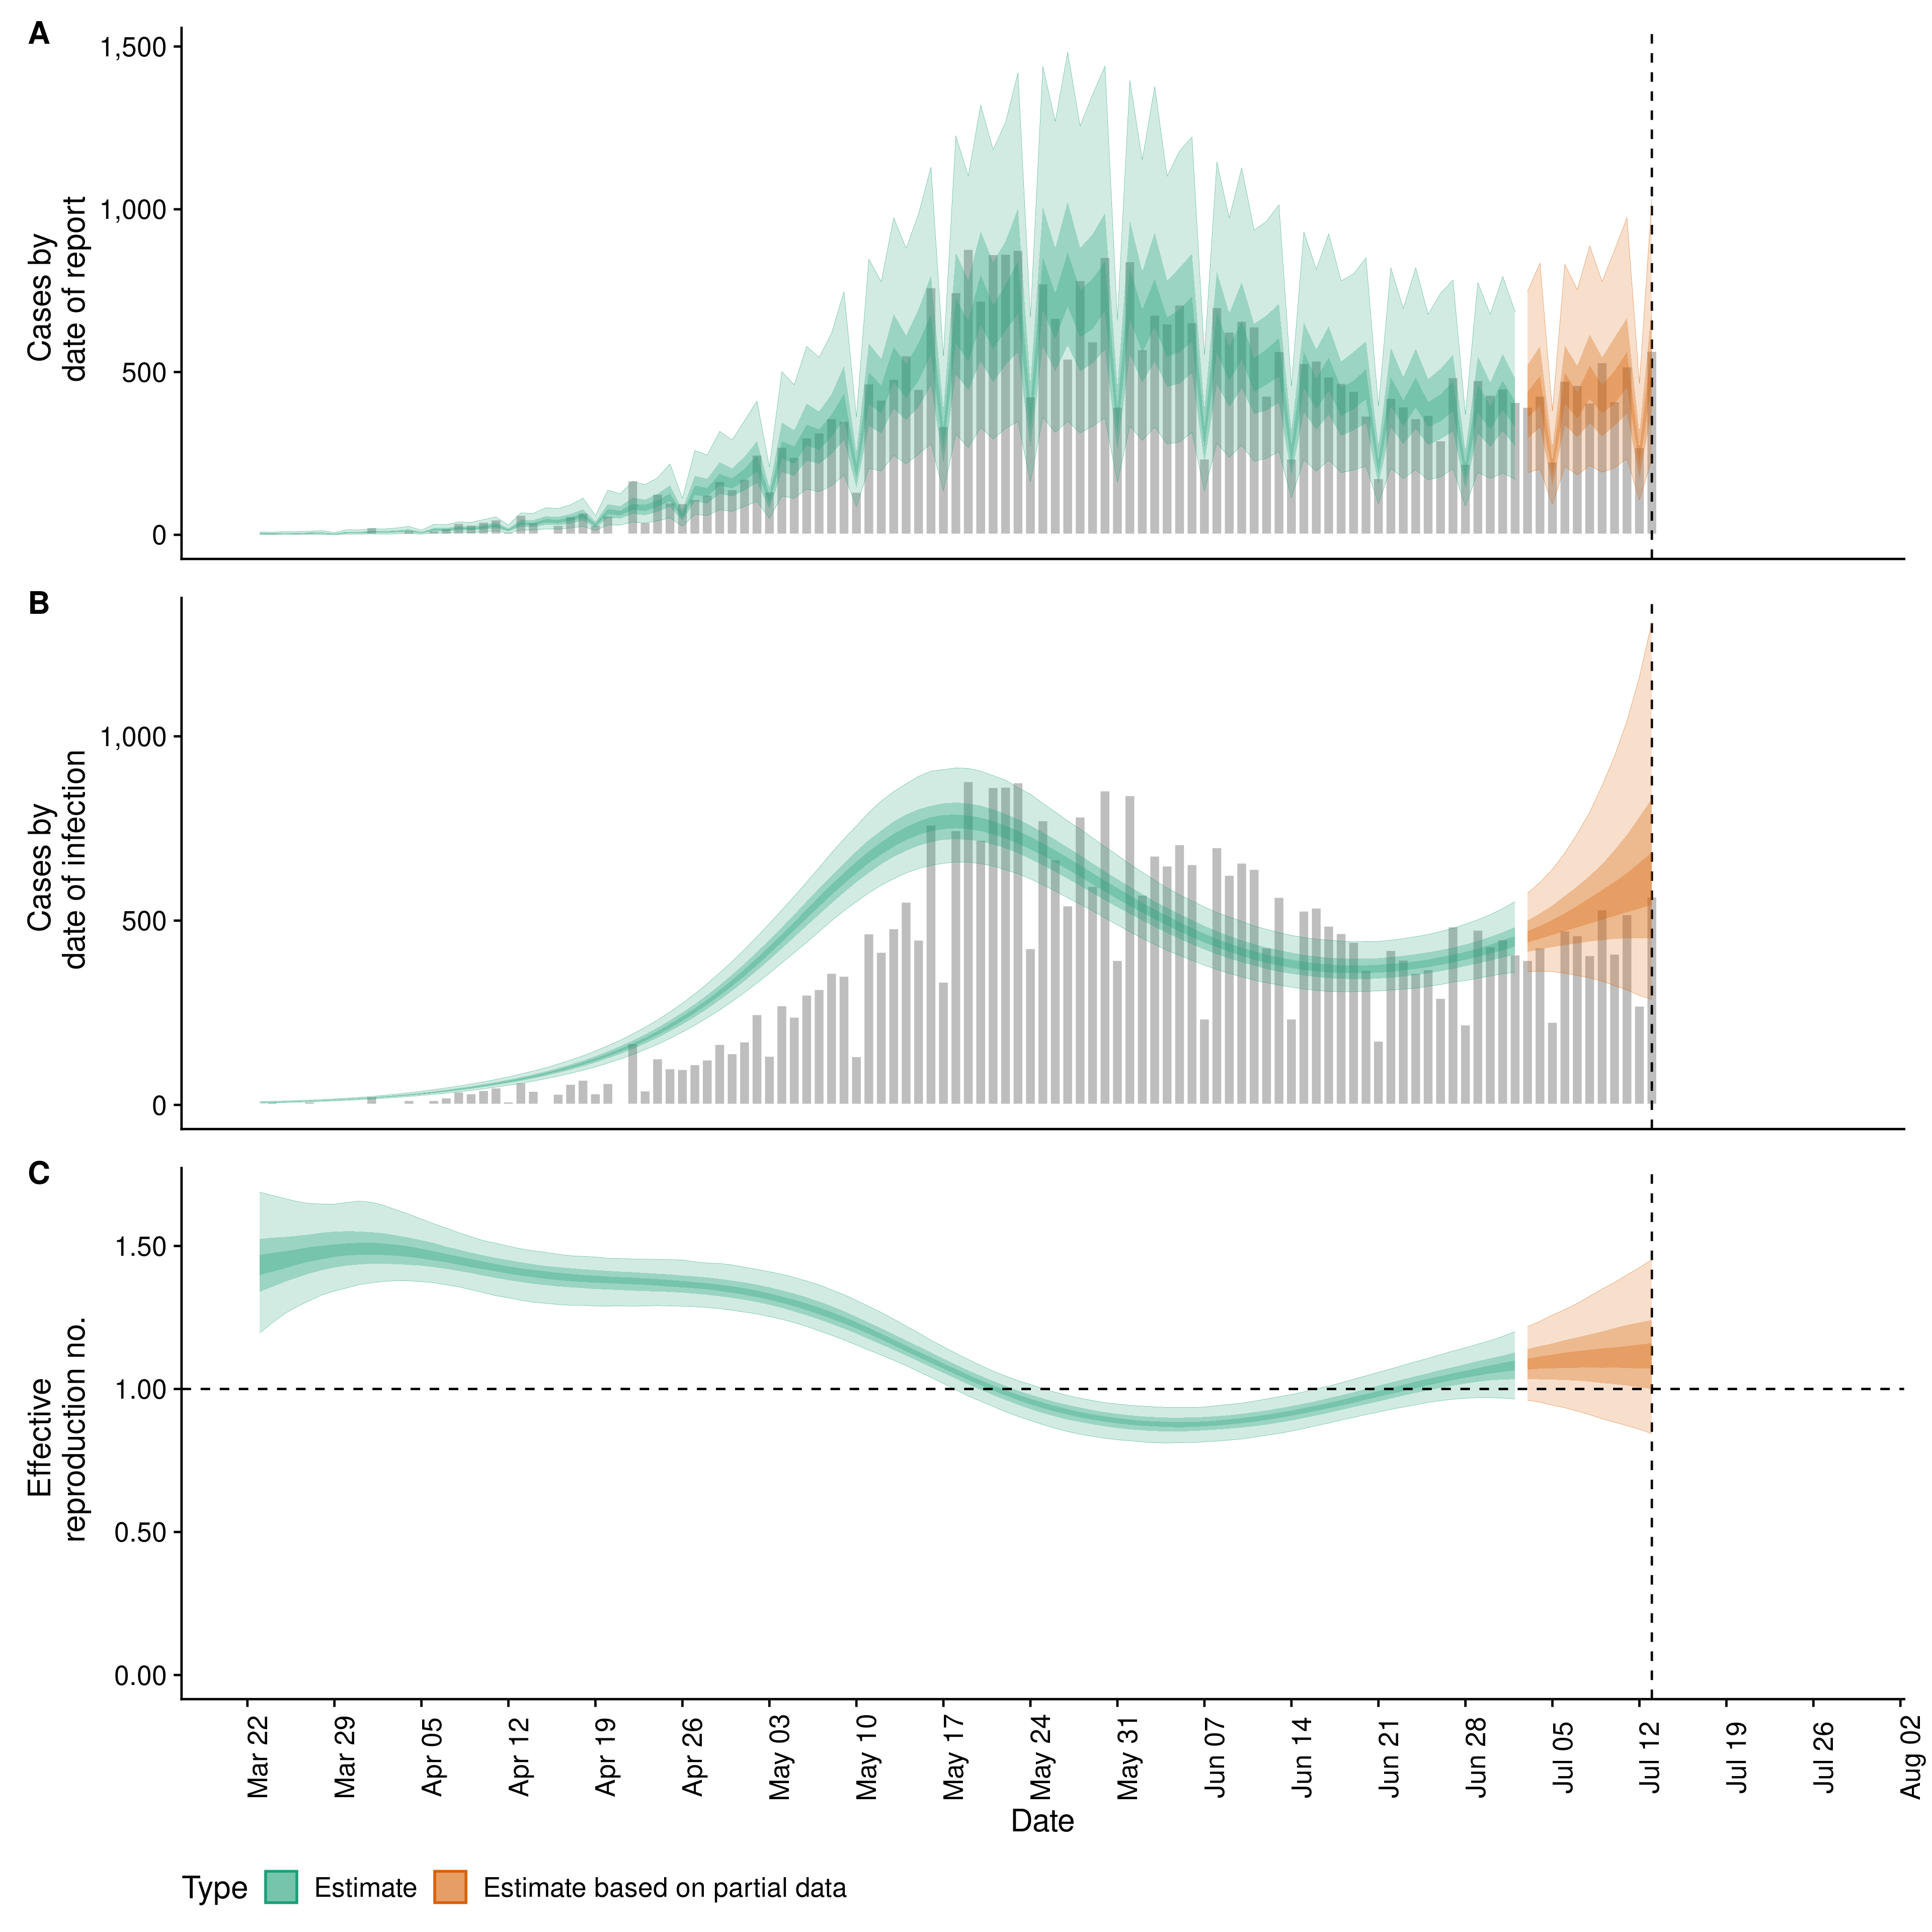 A
1,500
1,000
500
0
Cases by
date of report
B
1,000
500
0
Cases by
date of infection
C
1.50
1.00
0.50
0.00
Effective
reproduction no.
Mar 22
Mar 29
Apr 05
Apr 12
Apr 19
Apr 26
May 03
May 10
May 17
May 24
May 31
Jun 07
Jun 14
Jun 21
Jun 28
Jul 05
Jul 12
Jul 19
Jul 26
Aug 02
Date
Type Estimate Estimate based on partial data